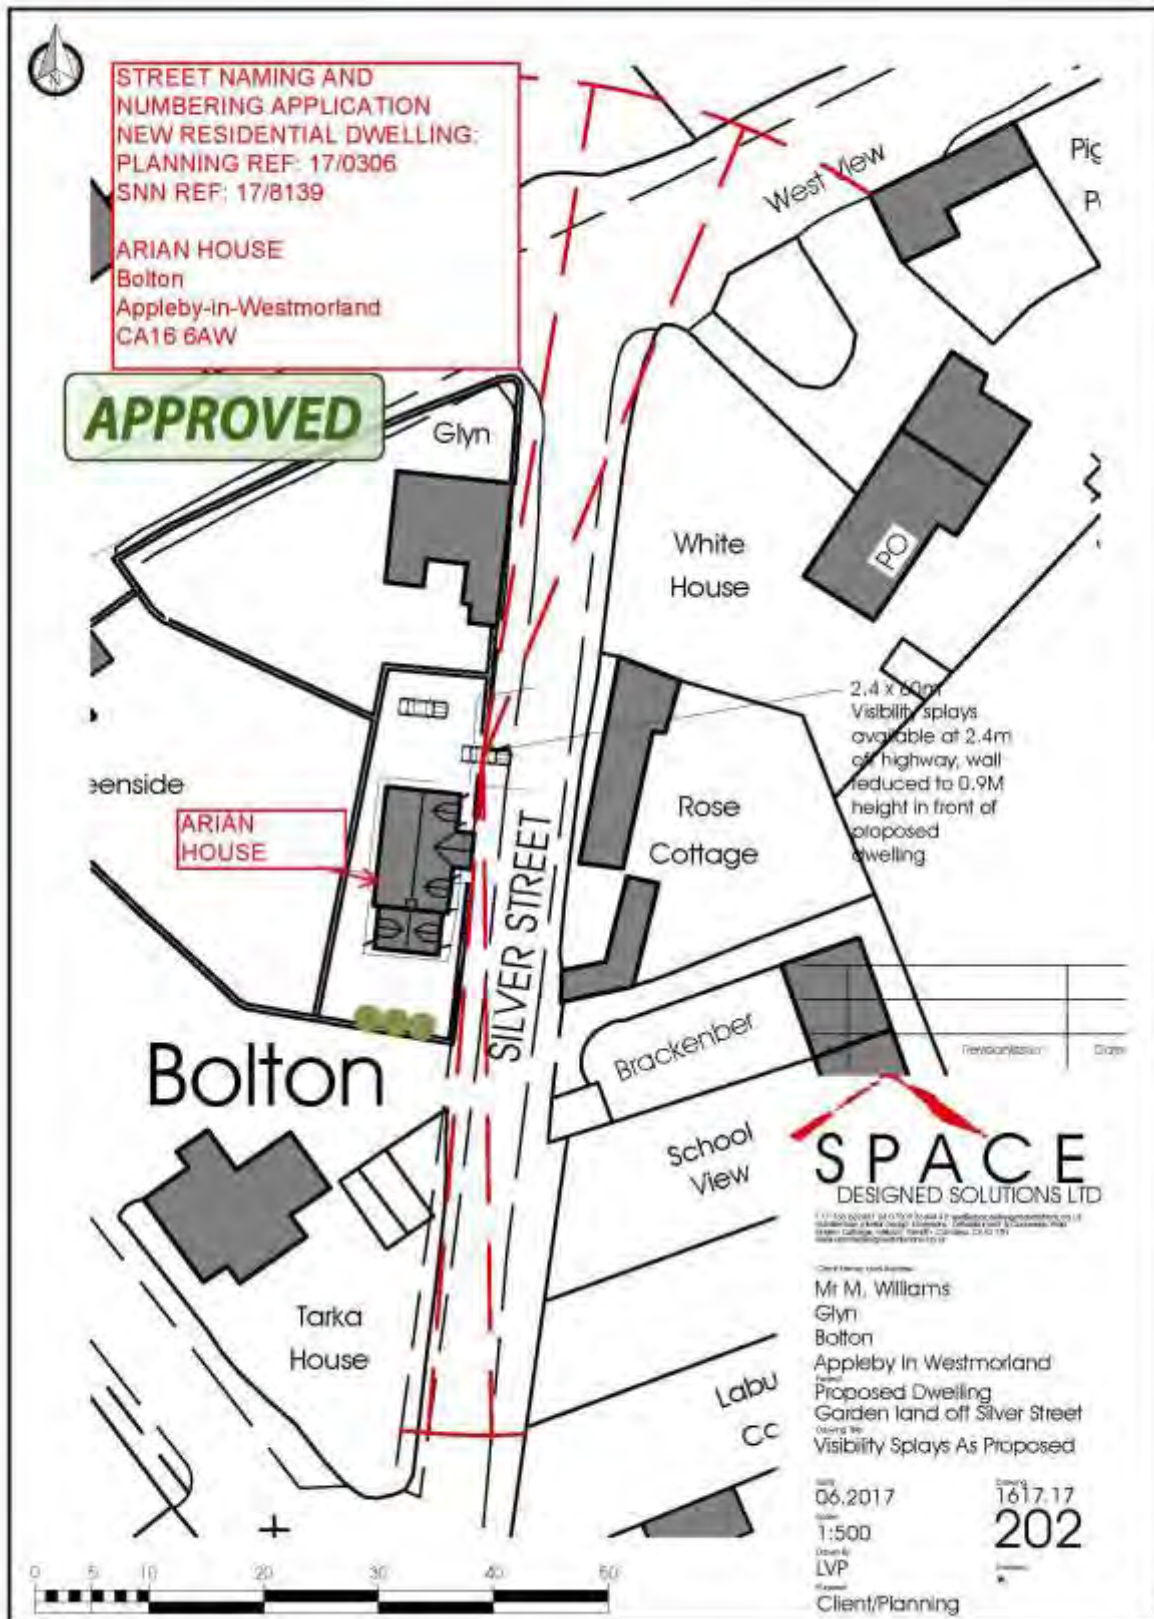 N
STREET NAMING AND
NUMBERING APPLICATION
NEW RESIDENTIAL DWELLING:
PLANNING REF: 17/0306
SNN REF: 17/8139
ARIAN HOUSE
Bolton
Appleby-in-Westmorland
CA16 6AW
APPROVED
West View
Pig
Glyn
White
House
PO
2.4 x 60m
Visibility splays
available at 2.4m
off highway, wall
reduced to 0.9M
height in front of
proposed
dwelling
eenside
ARIAN
HOUSE
Rose
Cottage
SILVER STREET
Bolton
Brackenber
School
View
SPACE
DESIGNED SOLUTIONS LTD
Mr M. Williams
Glyn
Bolton
Appleby In Westmorland
Proposed Dwelling
Garden land off Silver Street
Visibility Splays As Proposed
Tarka
House
Labu
Cc
06.2017
1617.17
1:500
202
LVP
Client/Planning
0 5 10 20 30 40 50